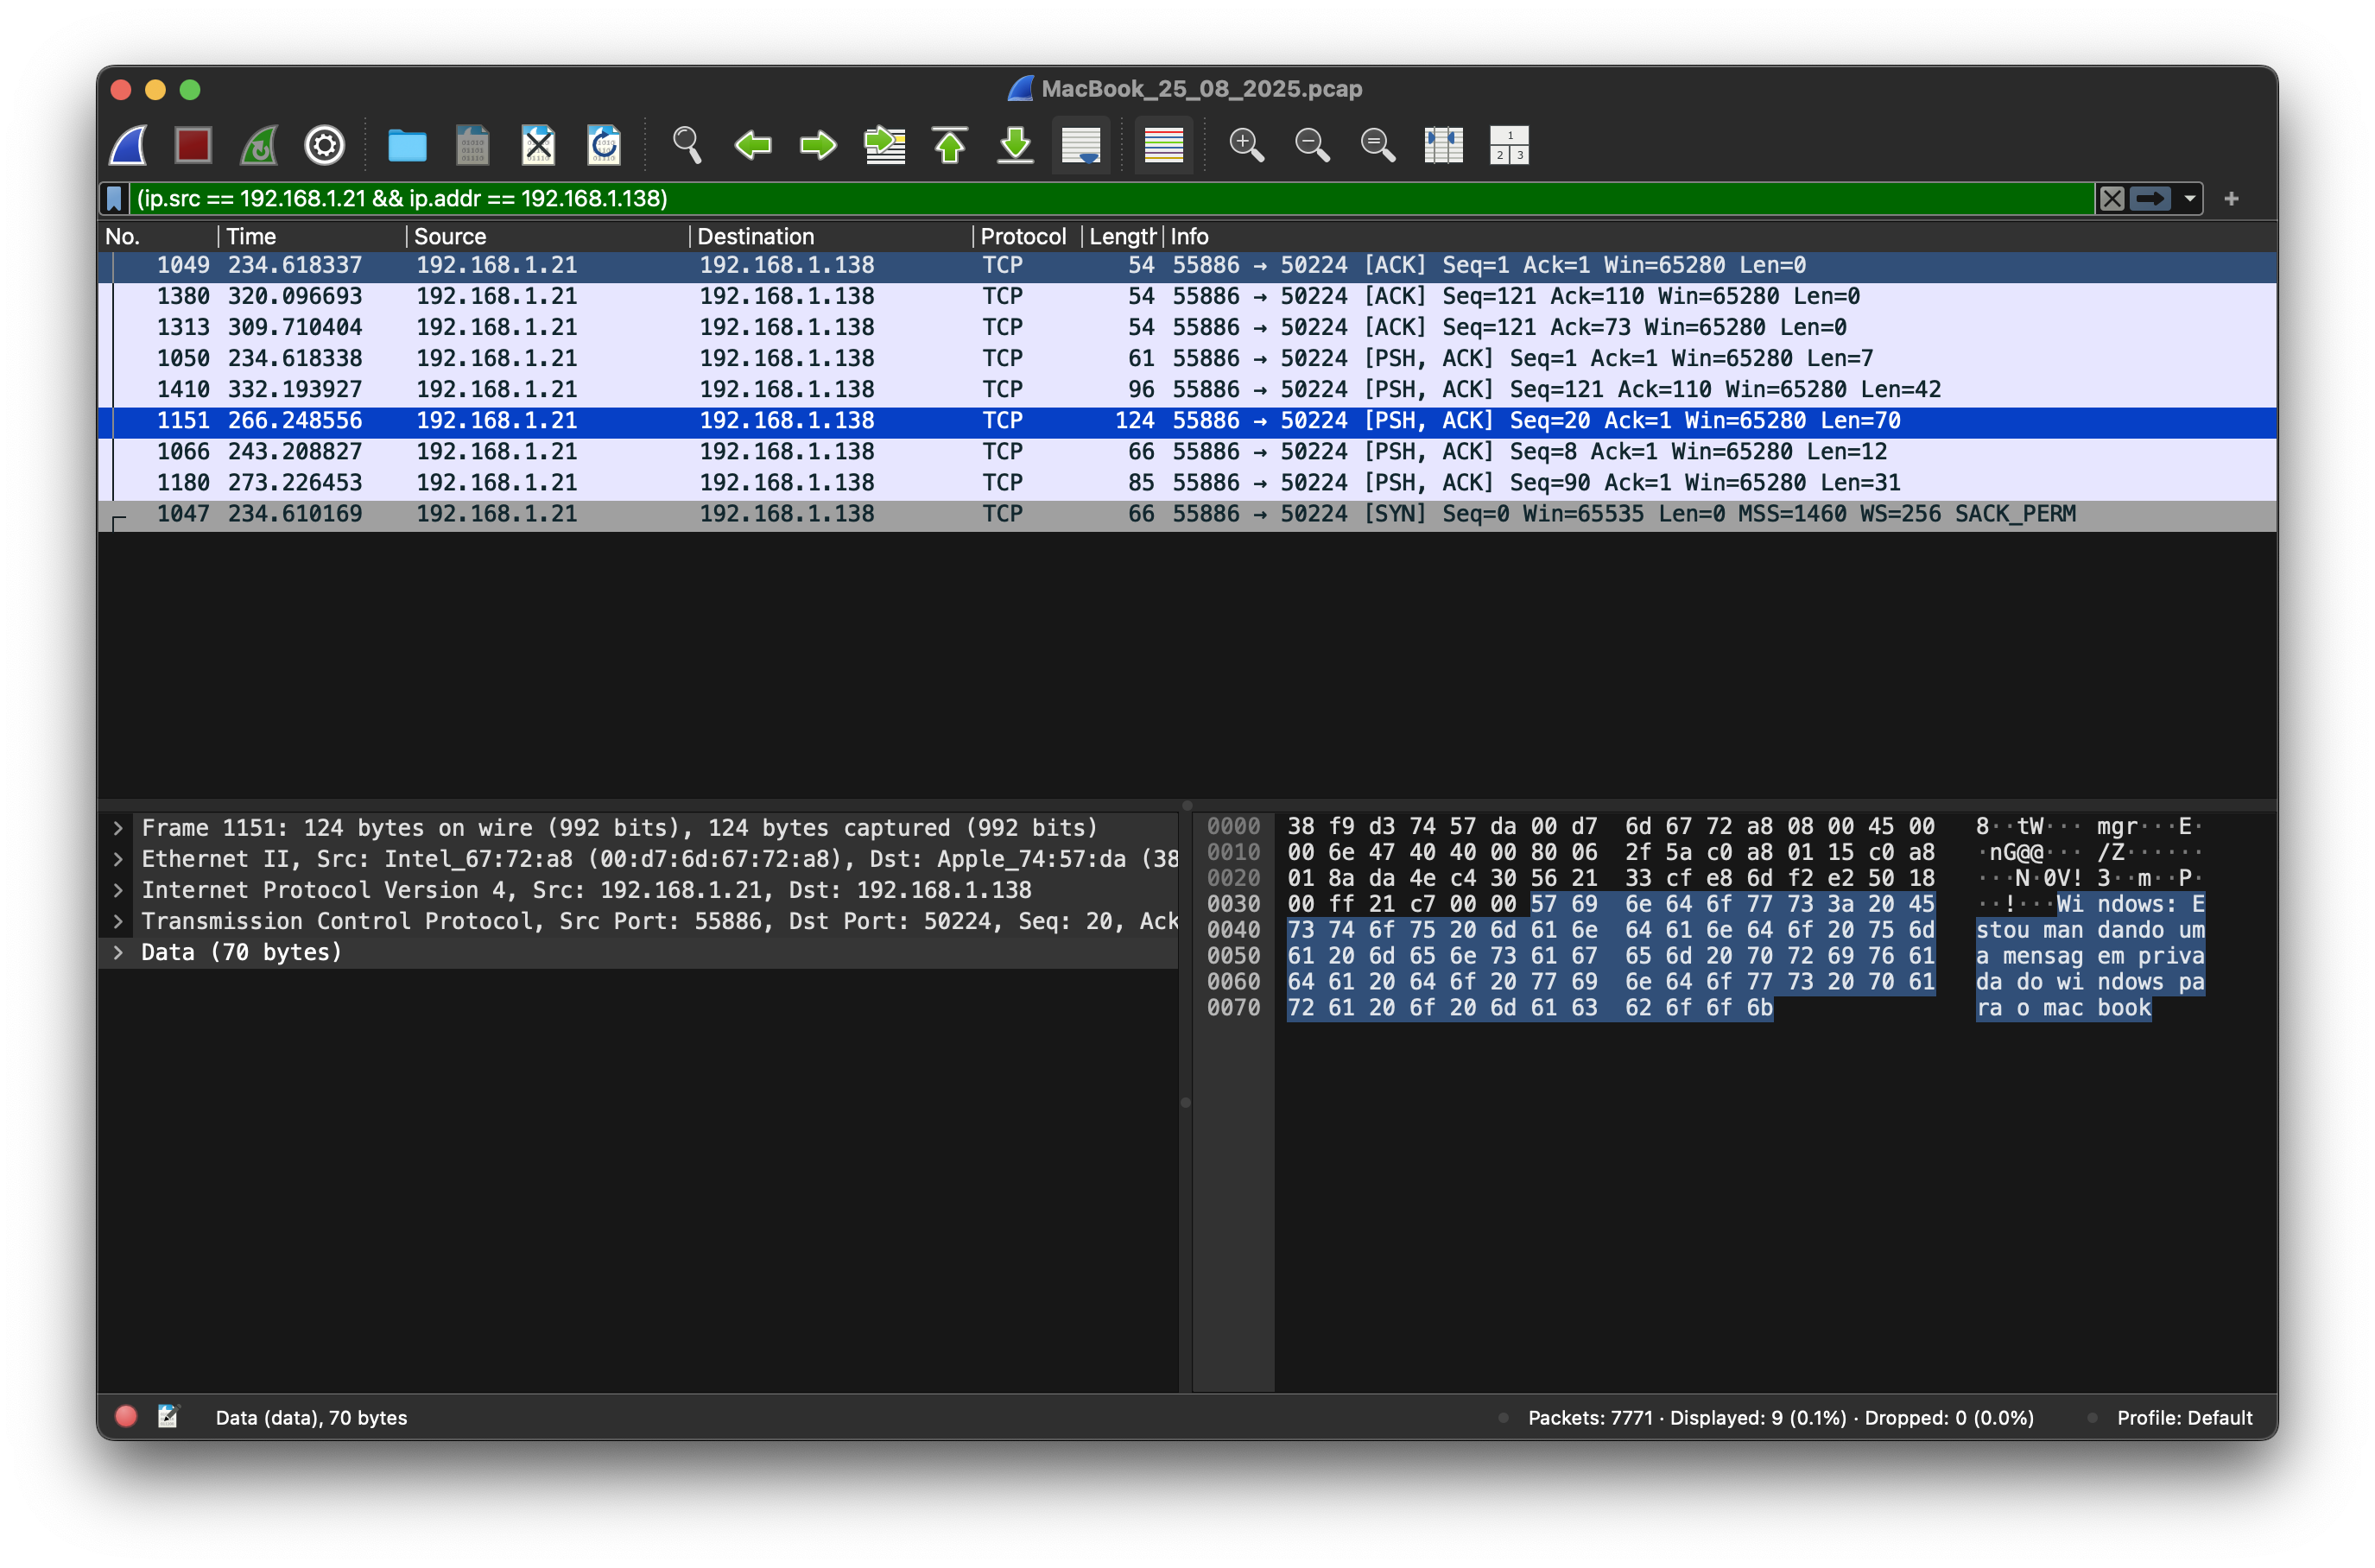 MacBook_25_08_2025.pcap
(ip.src == 192.168.1.21 && ip.addr == 192.168.1.138)
No. Time Source Destination Protocol Length Info
1049 234.618337 192.168.1.21 192.168.1.138 TCP 54 55886 → 50224 [ACK] Seq=1 Ack=1 Win=65280 Len=0
1380 320.096693 192.168.1.21 192.168.1.138 TCP 54 55886 → 50224 [ACK] Seq=121 Ack=110 Win=65280 Len=0
1313 309.710404 192.168.1.21 192.168.1.138 TCP 54 55886 → 50224 [ACK] Seq=121 Ack=73 Win=65280 Len=0
1050 234.618338 192.168.1.21 192.168.1.138 TCP 61 55886 → 50224 [PSH, ACK] Seq=1 Ack=1 Win=65280 Len=7
1410 332.193927 192.168.1.21 192.168.1.138 TCP 96 55886 → 50224 [PSH, ACK] Seq=121 Ack=110 Win=65280 Len=42
1151 266.248556 192.168.1.21 192.168.1.138 TCP 124 55886 → 50224 [PSH, ACK] Seq=20 Ack=1 Win=65280 Len=70
1066 243.208827 192.168.1.21 192.168.1.138 TCP 66 55886 → 50224 [PSH, ACK] Seq=8 Ack=1 Win=65280 Len=12
1180 273.226453 192.168.1.21 192.168.1.138 TCP 85 55886 → 50224 [PSH, ACK] Seq=90 Ack=1 Win=65280 Len=31
1047 234.610169 192.168.1.21 192.168.1.138 TCP 66 55886 → 50224 [SYN] Seq=0 Win=65535 Len=0 MSS=1460 WS=256 SACK_PERM
Frame 1151: 124 bytes on wire (992 bits), 124 bytes captured (992 bits)
Ethernet II, Src: Intel_67:72:a8 (00:d7:6d:67:72:a8), Dst: Apple_74:57:da (38
Internet Protocol Version 4, Src: 192.168.1.21, Dst: 192.168.1.138
Transmission Control Protocol, Src Port: 55886, Dst Port: 50224, Seq: 20, Ack
Data (70 bytes)
0000 38 f9 d3 74 57 da 00 d7 6d 67 72 a8 08 00 45 00 8··tW··· mgr···E·
0010 00 6e 47 40 40 00 80 06 2f 5a c0 a8 01 15 c0 a8 ·nG@@··· /Z······
0020 01 8a da 4e c4 30 56 21 33 cf e8 6d f2 e2 50 18 ···N·0V! 3··m··P·
0030 00 ff 21 c7 00 00 57 69 6e 64 6f 77 73 3a 20 45 ··!···Wi ndows: E
0040 73 74 6f 75 20 6d 61 6e 64 61 6e 64 6f 20 75 6d stou man dando um
0050 61 20 6d 65 6e 73 61 67 65 6d 20 70 72 69 76 61 a mensag em priva
0060 64 61 20 64 6f 20 77 69 6e 64 6f 77 73 20 70 61 da do wi ndows pa
0070 72 61 20 6f 20 6d 61 63 62 6f 6f 6b ra o mac book
Data (data), 70 bytes
Packets: 7771 · Displayed: 9 (0.1%) · Dropped: 0 (0.0%)
Profile: Default